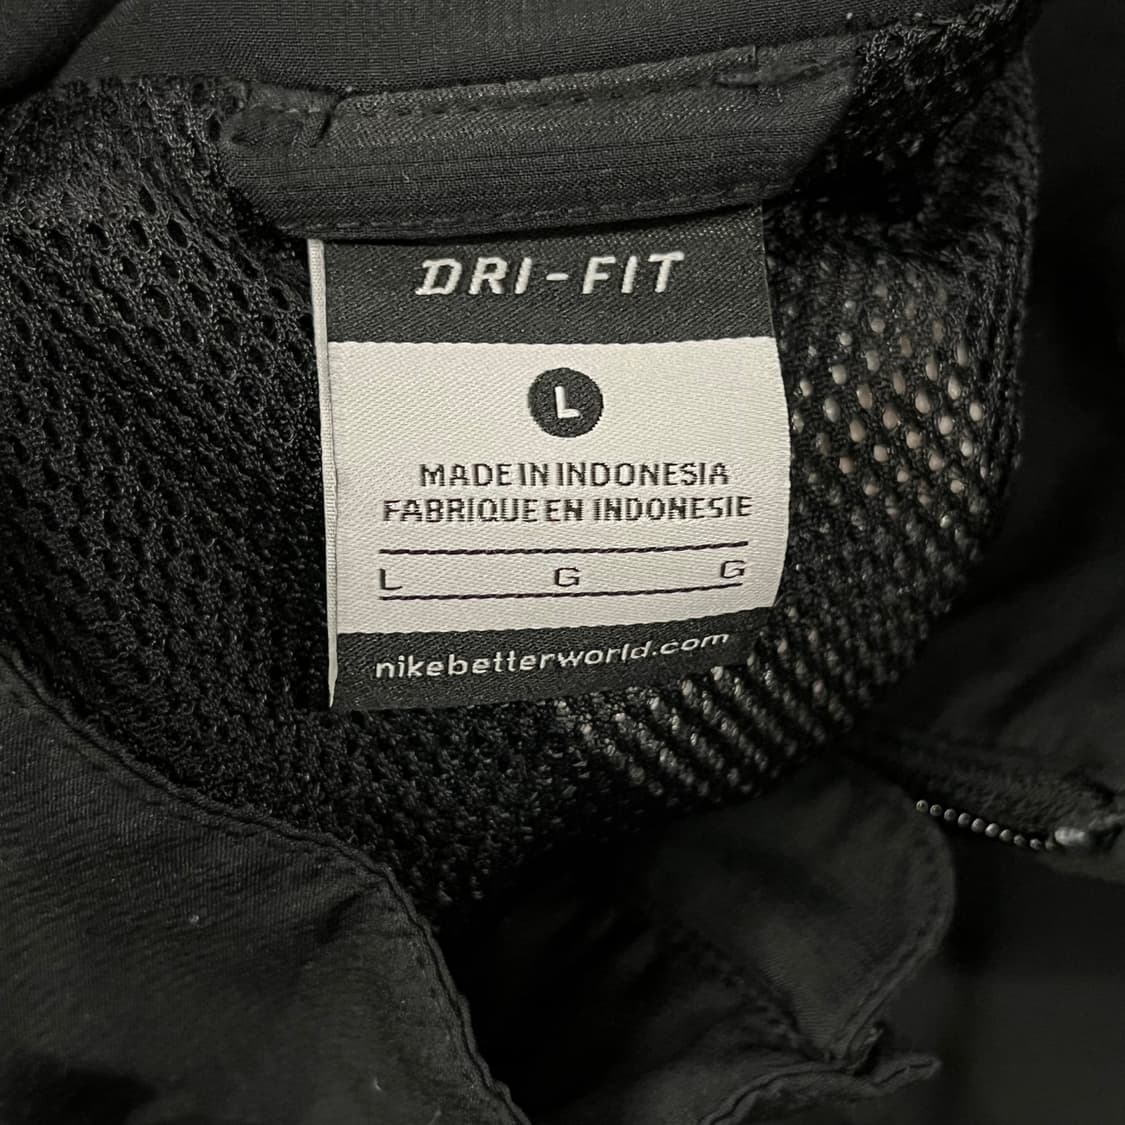 DRI-FIT
L
MADE IN INDONESIA
FABRIQUE EN INDONESIE
L G G
nikebetterworld.com